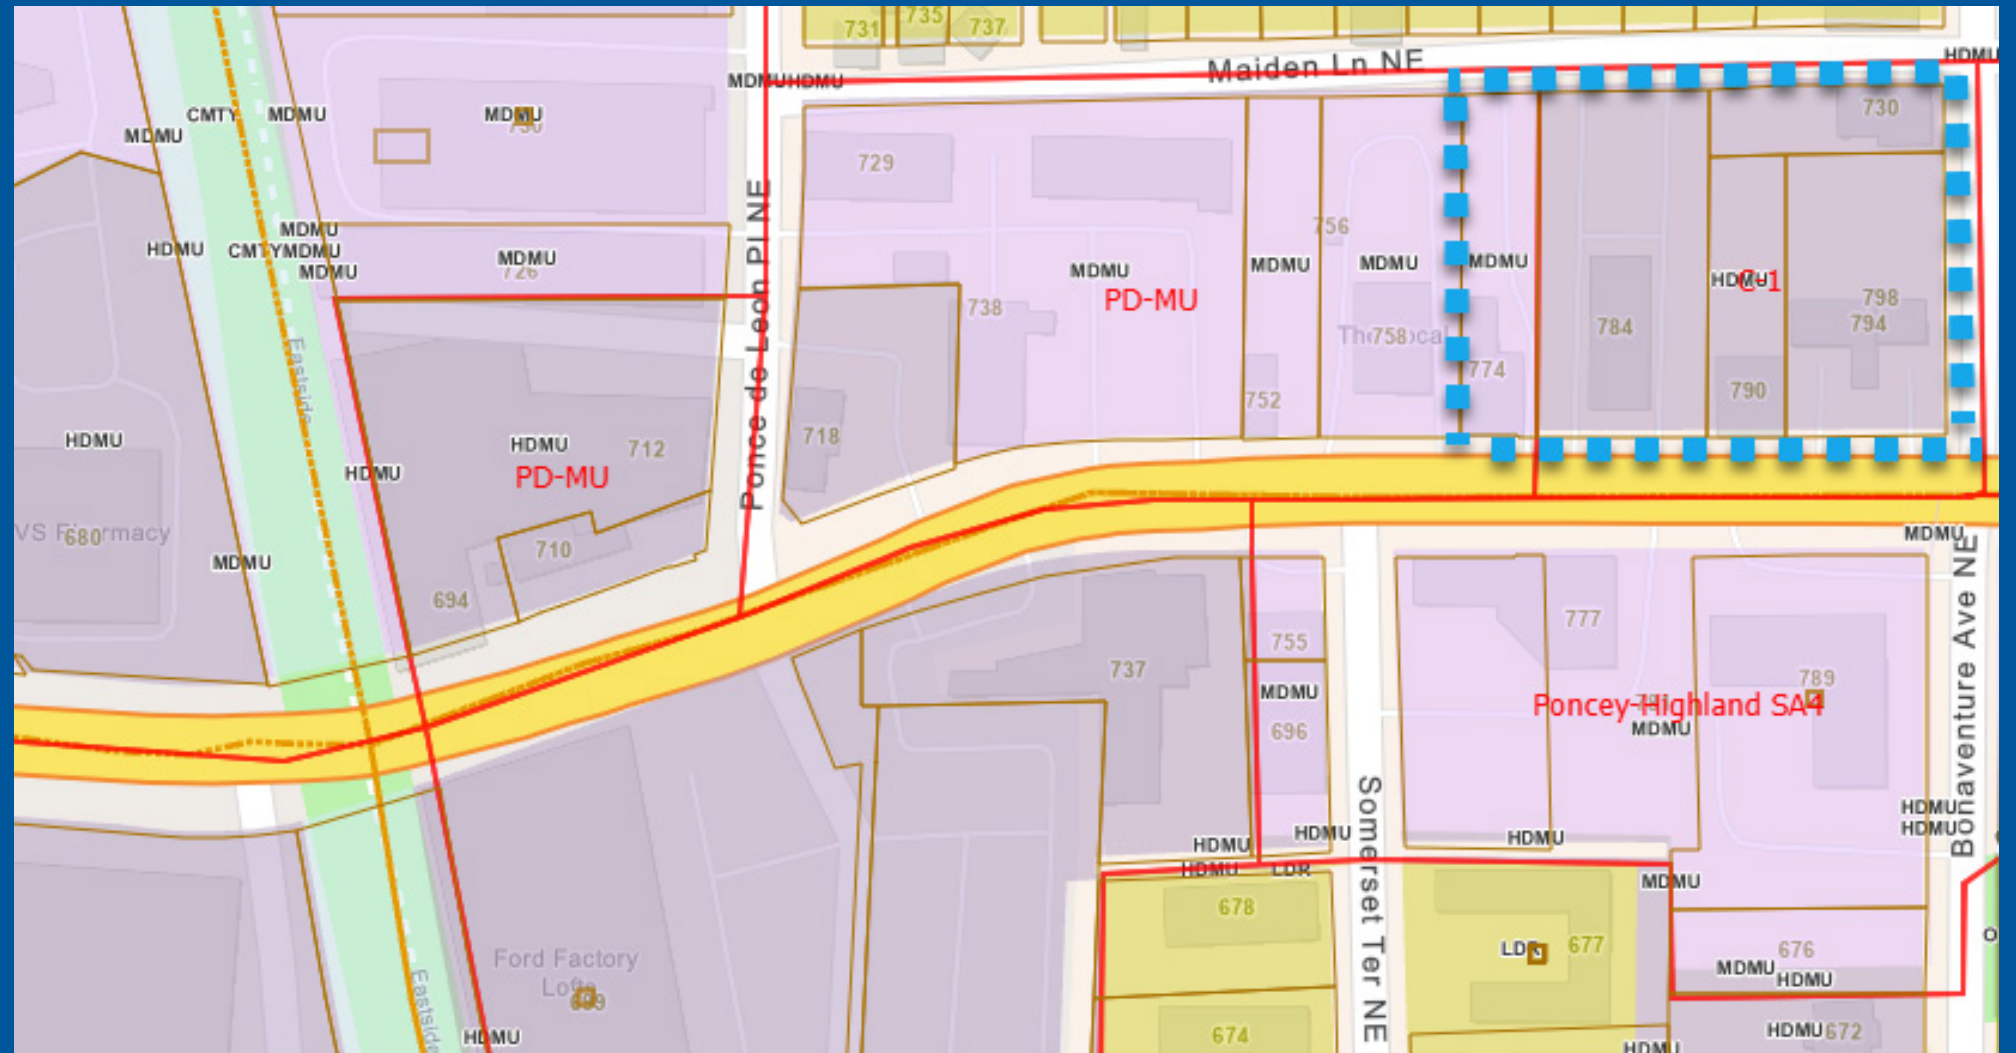 731
735
737
HDMU
Maiden Ln NE
MDMUHDMU
CMTY
MDMU
MDMU
730
MDMU
729
756
MDMU
HDMU
CMTYMDMU
MDMU
MDMU
726
Ponce de Leon Pl NE
MDMU
PD-MU
738
MDMU
MDMU
758
MDMU
774
784
HDMU
C-1
798
794
790
752
718
HDMU
HDMU
HDMU
712
PD-MU
Eastside
680
MDMU
710
694
737
755
MDMU
696
777
789
Poncey-Highland SA4
MDMU
MDMU
Bonaventure Ave NE
HDMU
HDMU
HDMU
HDMU
HDMU
HDMU
LDR
Somerset Ter NE
MDMU
678
LDR
677
676
MDMU
HDMU
Ford Factory
Lofts
Eastside
HDMU
674
HDMU
672
HDMU